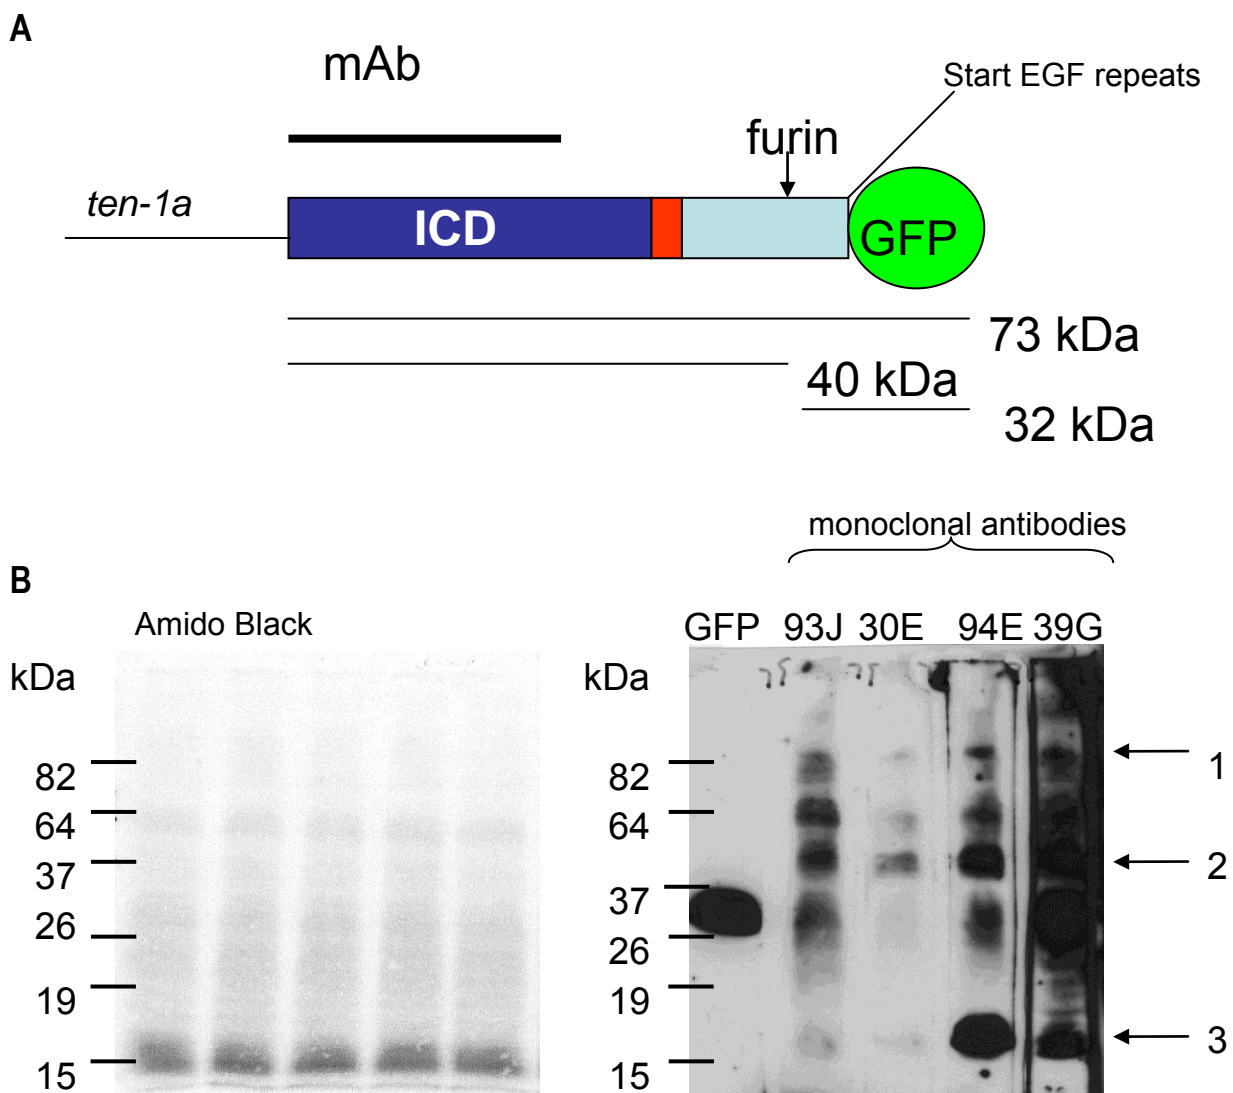 A
mAb
Start EGF repeats
furin
ten-1a
ICD
GFP
73 kDa
40 kDa
32 kDa
monoclonal antibodies
B
Amido Black
GFP 93J 30E 94E 39G
kDa
82
64
37
26
19
15
kDa
82
64
37
26
19
15
1
2
3